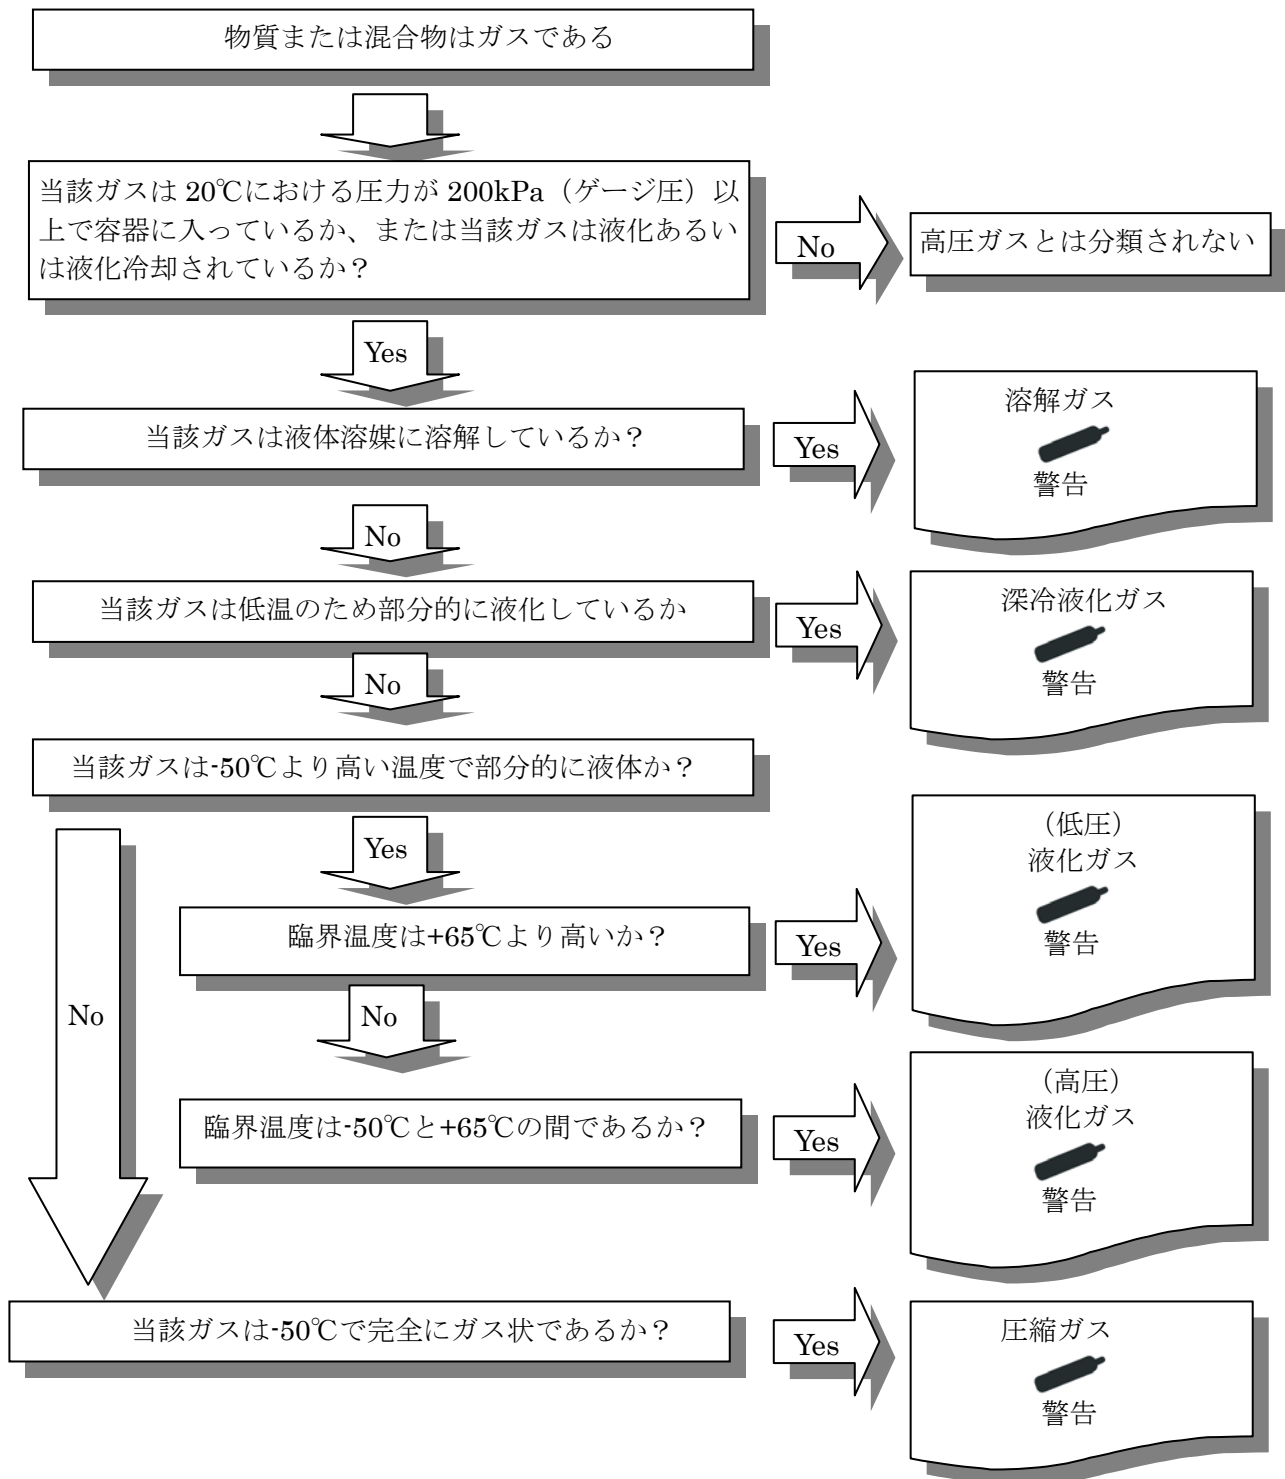 物質または混合物はガスである
当該ガスは 20℃における圧力が 200kPa（ゲージ圧）以
上で容器に入っているか、または当該ガスは液化あるい
は液化冷却されているか？
No
高圧ガスとは分類されない
Yes
当該ガスは液体溶媒に溶解しているか？
Yes
溶解ガス
警告
No
当該ガスは低温のため部分的に液化しているか
Yes
深冷液化ガス
警告
No
当該ガスは-50℃より高い温度で部分的に液体か？
Yes
臨界温度は+65℃より高いか？
Yes
（低圧）
液化ガス
警告
No
No
臨界温度は-50℃と+65℃の間であるか？
Yes
（高圧）
液化ガス
警告
当該ガスは-50℃で完全にガス状であるか？
Yes
圧縮ガス
警告